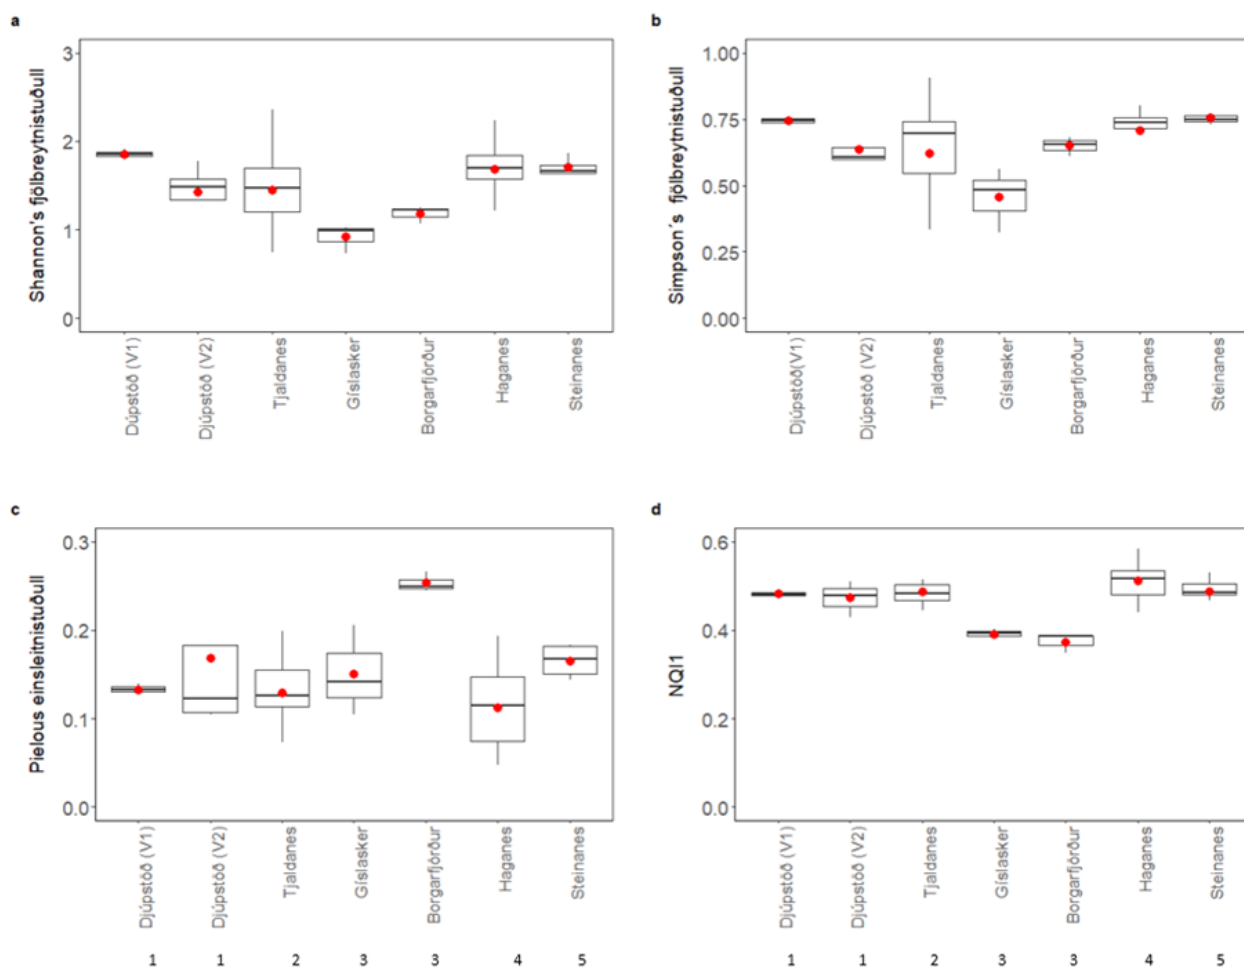 a
Shannon's fjölbreytnistuðull
3
2
1
0
Dúpstöð (V1)
Djúpstöð (V2)
Tjaldanes
Gíslasker
Borgarfjörður
Haganes
Steinanes
b
Simpson´s fjölbreytnistuðull
1.00
0.75
0.50
0.25
0.00
Djúpstöð(V1)
Djúpstöð (V2)
Tjaldanes
Gíslasker
Borgarfjörður
Haganes
Steinanes
c
Pielous einsleitnistuðull
0.3
0.2
0.1
0.0
Djúpstöð (V1)
Djúpstöð (V2)
Tjaldanes
Gíslasker
Borgarfjörður
Haganes
Steinanes
1 1 2 3 3 4 5
d
NQI1
0.6
0.4
0.2
0.0
Djúpstöð (V1)
Djúpstöð (V2)
Tjaldanes
Gíslasker
Borgarfjörður
Haganes
Steinanes
1 1 2 3 3 4 5